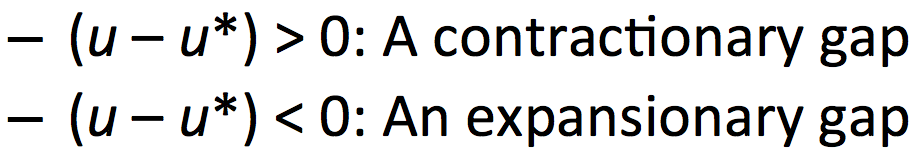 – (u – u*) > 0: A contractionary gap
– (u – u*) < 0: An expansionary gap